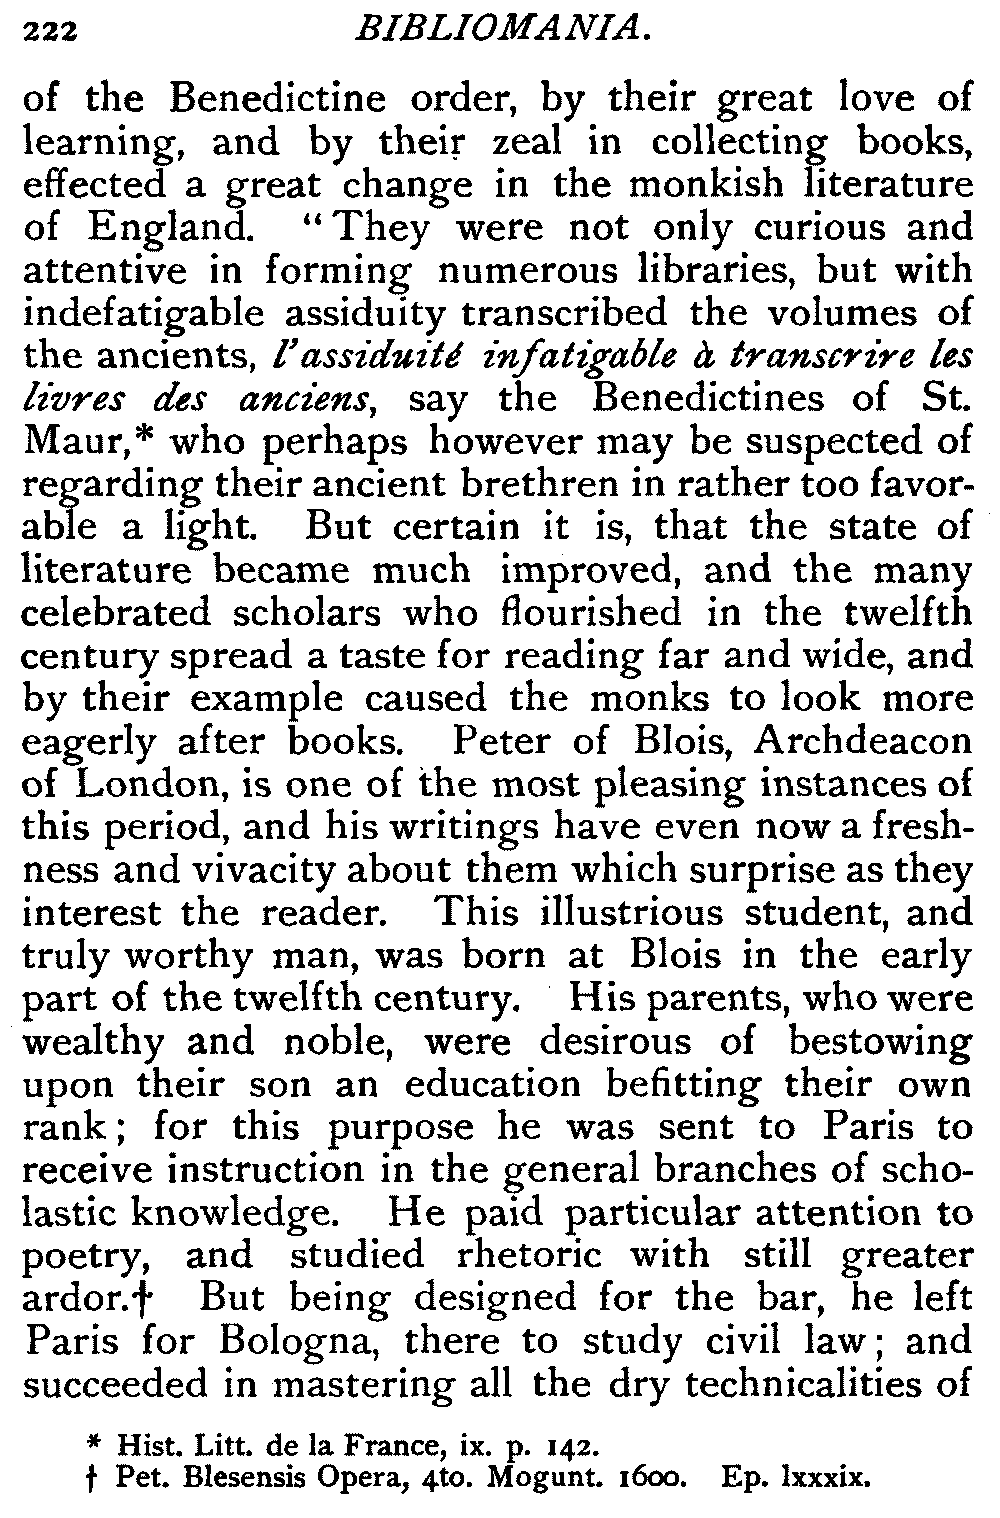 222 BIBLIOMANIA.
of the Benedictine order, by their great love of
learning, and by their zeal in collecting books,
effected a great change in the monkish literature
of England. “ They were not only curious and
attentive in forming numerous libraries, but with
indefatigable assiduity transcribed the volumes of
the ancients, l’assiduité infatigable à transcrire les
livres des anciens, say the Benedictines of St.
Maur,* who perhaps however may be suspected of
regarding their ancient brethren in rather too favor-
able a light. But certain it is, that the state of
literature became much improved, and the many
celebrated scholars who flourished in the twelfth
century spread a taste for reading far and wide, and
by their example caused the monks to look more
eagerly after books. Peter of Blois, Archdeacon
of London, is one of the most pleasing instances of
this period, and his writings have even now a fresh-
ness and vivacity about them which surprise as they
interest the reader. This illustrious student, and
truly worthy man, was born at Blois in the early
part of the twelfth century. His parents, who were
wealthy and noble, were desirous of bestowing
upon their son an education befitting their own
rank ; for this purpose he was sent to Paris to
receive instruction in the general branches of scho-
lastic knowledge. He paid particular attention to
poetry, and studied rhetoric with still greater
ardor.† But being designed for the bar, he left
Paris for Bologna, there to study civil law ; and
succeeded in mastering all the dry technicalities of
* Hist. Litt. de la France, ix. p. 142.
† Pet. Blesensis Opera, 4to. Mogunt. 1600. Ep. lxxxix.